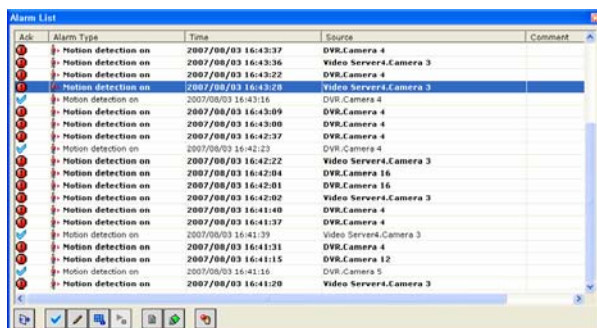 Alarm List
Ack Alarm Type Time Source Comment
Motion detection on 2007/08/03 16:43:37 DVR.Camera 4
Motion detection on 2007/08/03 16:43:36 Video Server4.Camera 3
Motion detection on 2007/08/03 16:43:22 DVR.Camera 4
Motion detection on 2007/08/03 16:43:28 Video Server4.Camera 3
Motion detection on 2007/08/03 16:43:16 DVR.Camera 4
Motion detection on 2007/08/03 16:43:09 DVR.Camera 4
Motion detection on 2007/08/03 16:43:00 DVR.Camera 4
Motion detection on 2007/08/03 16:42:37 DVR.Camera 4
Motion detection on 2007/08/03 16:42:23 DVR.Camera 4
Motion detection on 2007/08/03 16:42:22 Video Server4.Camera 3
Motion detection on 2007/08/03 16:42:04 DVR.Camera 16
Motion detection on 2007/08/03 16:42:01 DVR.Camera 16
Motion detection on 2007/08/03 16:42:02 Video Server4.Camera 3
Motion detection on 2007/08/03 16:41:40 DVR.Camera 4
Motion detection on 2007/08/03 16:41:37 DVR.Camera 4
Motion detection on 2007/08/03 16:41:39 Video Server4.Camera 3
Motion detection on 2007/08/03 16:41:31 DVR.Camera 4
Motion detection on 2007/08/03 16:41:15 DVR.Camera 12
Motion detection on 2007/08/03 16:41:16 DVR.Camera 5
Motion detection on 2007/08/03 16:41:20 Video Server4.Camera 3